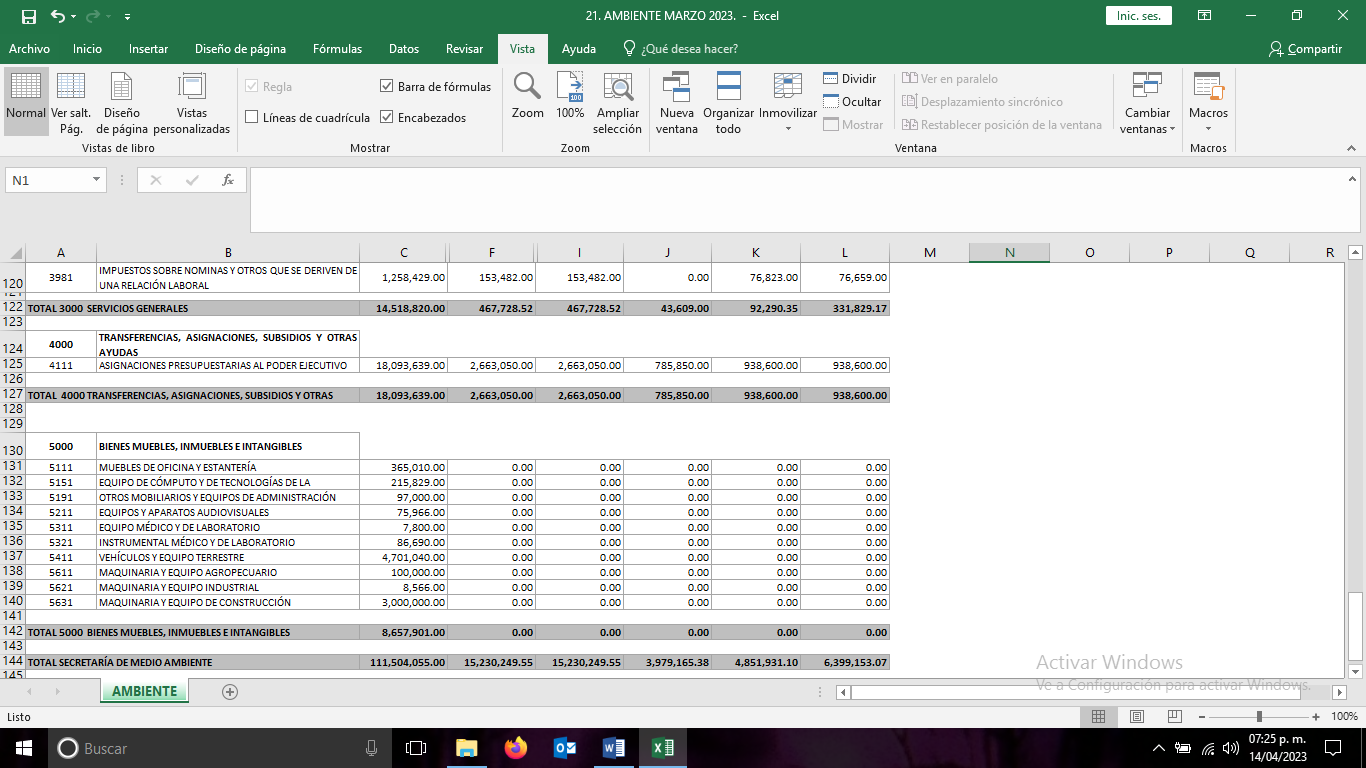 21. AMBIENTE MARZO 2023. - Excel
Inic. ses.
Archivo Inicio Insertar Diseño de página Fórmulas Datos Revisar Vista Ayuda ¿Qué desea hacer? Compartir
Normal
Ver salt. Pág.
Diseño de página
Vistas personalizadas
Vistas de libro
Regla
Barra de fórmulas
Líneas de cuadrícula
Encabezados
Mostrar
Zoom
100%
Ampliar selección
Zoom
Nueva ventana
Organizar todo
Inmovilizar
Dividir
Ocultar
Mostrar
Ver en paralelo
Desplazamiento sincrónico
Restablecer posición de la ventana
Cambiar ventanas
Ventana
Macros
Macros
N1
fx
A B C F I J K L M N O P Q R
120 3981 IMPUESTOS SOBRE NOMINAS Y OTROS QUE SE DERIVEN DE UNA RELACIÓN LABORAL 1,258,429.00 153,482.00 153,482.00 0.00 76,823.00 76,659.00
121
122 TOTAL 3000 SERVICIOS GENERALES 14,518,820.00 467,728.52 467,728.52 43,609.00 92,290.35 331,829.17
123
124 4000 TRANSFERENCIAS, ASIGNACIONES, SUBSIDIOS Y OTRAS AYUDAS
125 4111 ASIGNACIONES PRESUPUESTARIAS AL PODER EJECUTIVO 18,093,639.00 2,663,050.00 2,663,050.00 785,850.00 938,600.00 938,600.00
126
127 TOTAL 4000 TRANSFERENCIAS, ASIGNACIONES, SUBSIDIOS Y OTRAS 18,093,639.00 2,663,050.00 2,663,050.00 785,850.00 938,600.00 938,600.00
128
129
130 5000 BIENES MUEBLES, INMUEBLES E INTANGIBLES
131 5111 MUEBLES DE OFICINA Y ESTANTERÍA 365,010.00 0.00 0.00 0.00 0.00 0.00
132 5151 EQUIPO DE CÓMPUTO Y DE TECNOLOGÍAS DE LA 215,829.00 0.00 0.00 0.00 0.00 0.00
133 5191 OTROS MOBILIARIOS Y EQUIPOS DE ADMINISTRACIÓN 97,000.00 0.00 0.00 0.00 0.00 0.00
134 5211 EQUIPOS Y APARATOS AUDIOVISUALES 75,966.00 0.00 0.00 0.00 0.00 0.00
135 5311 EQUIPO MÉDICO Y DE LABORATORIO 7,800.00 0.00 0.00 0.00 0.00 0.00
136 5321 INSTRUMENTAL MÉDICO Y DE LABORATORIO 86,690.00 0.00 0.00 0.00 0.00 0.00
137 5411 VEHÍCULOS Y EQUIPO TERRESTRE 4,701,040.00 0.00 0.00 0.00 0.00 0.00
138 5611 MAQUINARIA Y EQUIPO AGROPECUARIO 100,000.00 0.00 0.00 0.00 0.00 0.00
139 5621 MAQUINARIA Y EQUIPO INDUSTRIAL 8,566.00 0.00 0.00 0.00 0.00 0.00
140 5631 MAQUINARIA Y EQUIPO DE CONSTRUCCIÓN 3,000,000.00 0.00 0.00 0.00 0.00 0.00
141
142 TOTAL 5000 BIENES MUEBLES, INMUEBLES E INTANGIBLES 8,657,901.00 0.00 0.00 0.00 0.00 0.00
143
144 TOTAL SECRETARÍA DE MEDIO AMBIENTE 111,504,055.00 15,230,249.55 15,230,249.55 3,979,165.38 4,851,931.10 6,399,153.07
145
Activar Windows
Ve a Configuración para activar Windows.
AMBIENTE
Listo
100%
Buscar
07:25 p. m.
14/04/2023